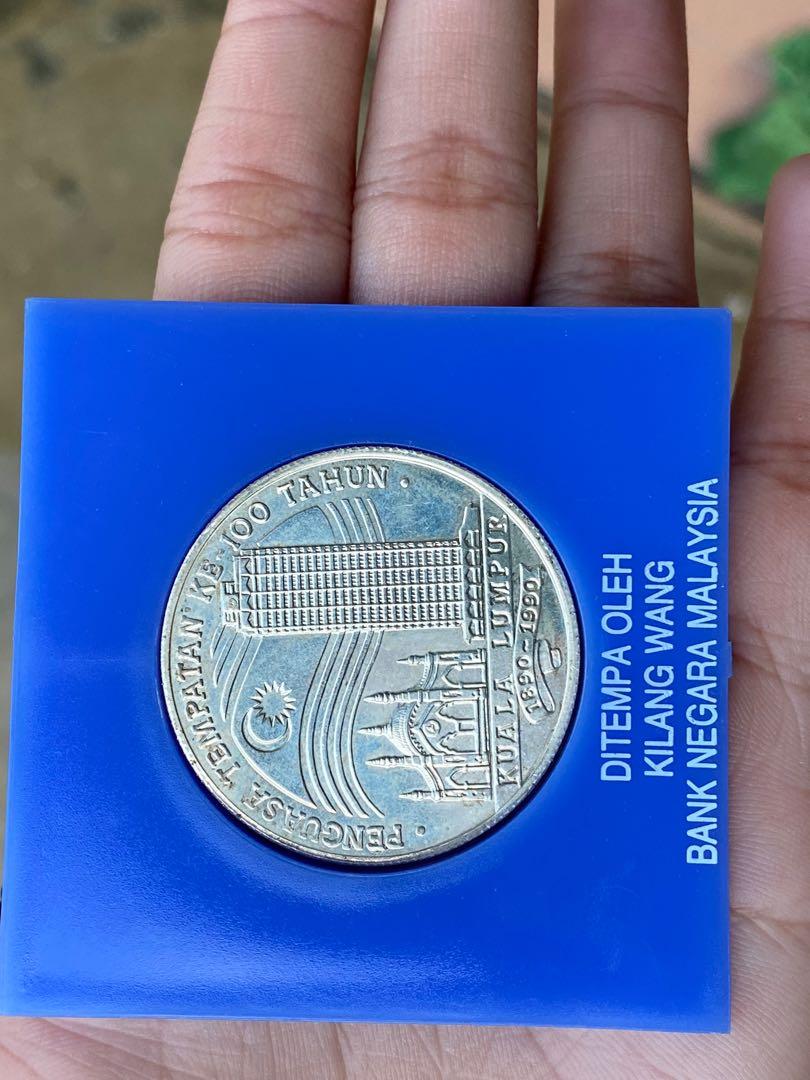 · PENGUASA TEMPATAN' KE-100 TAHUN ·
KUALA LUMPUR
1890-1990
DITEMPA OLEH
KILANG WANG
BANK NEGARA MALAYSIA